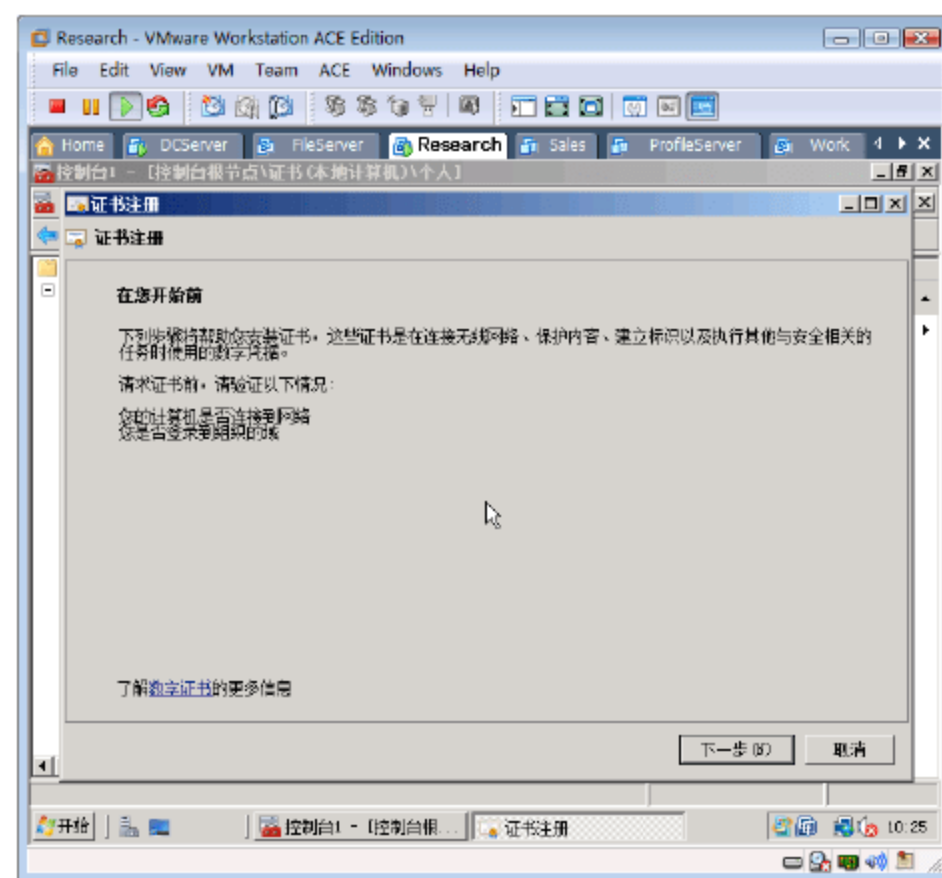 Research - VMware Workstation ACE Edition
File Edit View VM Team ACE Windows Help
Home DCServer FileServer Research Sales ProfileServer Work
控制台1 - [控制台根节点\证书(本地计算机)\个人]
证书注册
证书注册
在您开始前
下列步骤将帮助您安装证书,这些证书是在连接无线网络、保护内容、建立标识以及执行其他与安全相关的
任务时使用的数字凭据。
请求证书前,请验证以下情况:
您的计算机是否连接到网络
您是否登录到组织的域
了解数字证书的更多信息
下一步(N) 取消
开始 控制台1 - [控制台根... 证书注册 10:25